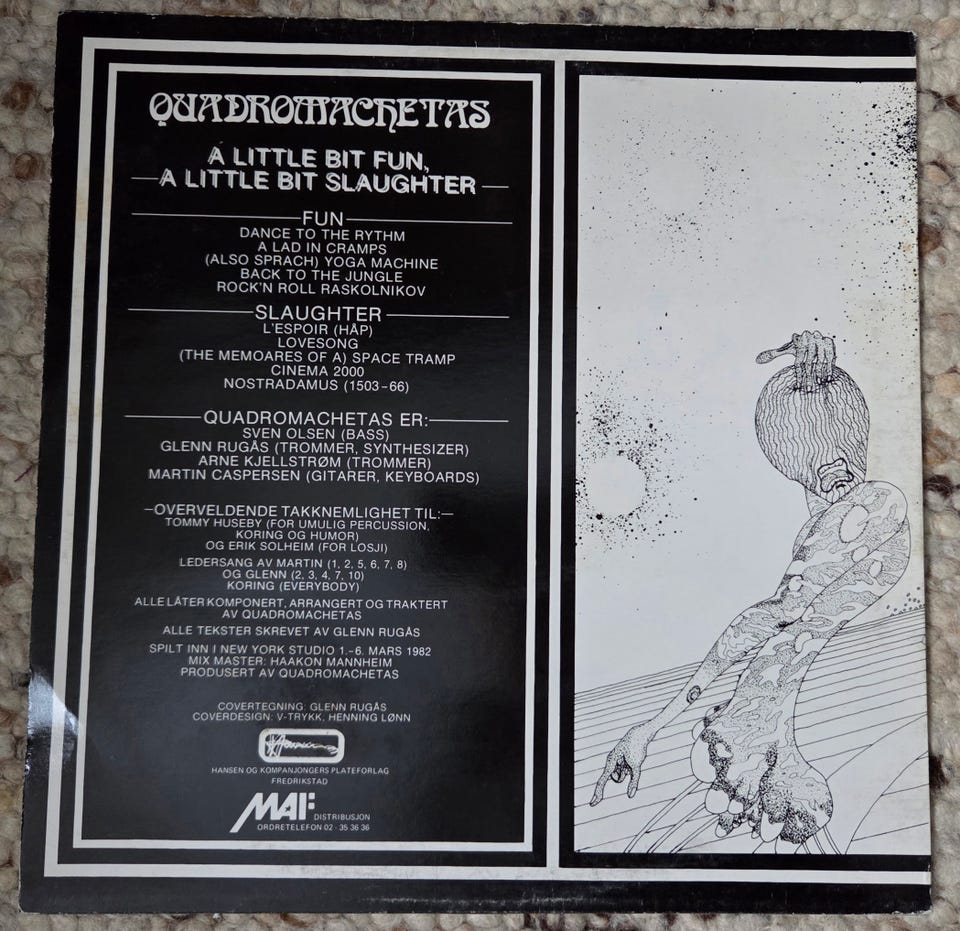 QUADROMACHETAS
A LITTLE BIT FUN,
A LITTLE BIT SLAUGHTER
FUN
DANCE TO THE RYTHM
A LAD IN CRAMPS
(ALSO SPRACH) YOGA MACHINE
BACK TO THE JUNGLE
ROCK'N ROLL RASKOLNIKOV
SLAUGHTER
L'ESPOIR (HÅP)
LOVESONG
(THE MEMOARES OF A) SPACE TRAMP
CINEMA 2000
NOSTRADAMUS (1503-66)
QUADROMACHETAS ER:
SVEN OLSEN (BASS)
GLENN RUGÅS (TROMMER, SYNTHESIZER)
ARNE KJELLSTRØM (TROMMER)
MARTIN CASPERSEN (GITARER, KEYBOARDS)
OVERVELDENDE TAKKNEMLIGHET TIL:
TOMMY HUSEBY (FOR UMULIG PERCUSSION,
KORING OG HUMOR)
OG ERIK SOLHEIM (FOR LOSJI)
LEDERSANG AV MARTIN (1, 2, 5, 6, 7, 8)
OG GLENN (2, 3, 4, 7, 10)
KORING (EVERYBODY)
ALLE LÅTER KOMPONERT, ARRANGERT OG TRAKTERT
AV QUADROMACHETAS
ALLE TEKSTER SKREVET AV GLENN RUGÅS
SPILT INN I NEW YORK STUDIO 1.-6. MARS 1982
MIX MASTER: HAAKON MANNHEIM
PRODUSERT AV QUADROMACHETAS
COVERTEGNING: GLENN RUGÅS
COVERDESIGN: V-TRYKK, HENNING LØNN
HANSEN OG KOMPANJONGERS PLATEFORLAG
FREDRIKSTAD
MAI DISTRIBUSJON
ORDRETELEFON 02 - 35 36 36